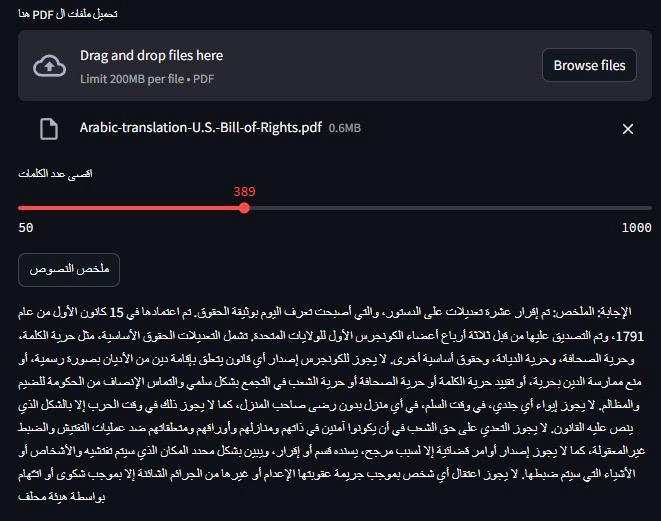 تحميل ملفات ال PDF هنا
Drag and drop files here
Limit 200MB per file • PDF
Browse files
Arabic-translation-U.S.-Bill-of-Rights.pdf 0.6MB
اقصى عدد الكلمات
389
50
1000
ملخص النصوص
الإجابة: الملخص: تم إقرار عشرة تعديلات على الدستور، والتي أصبحت تعرف اليوم بوثيقة الحقوق. تم اعتمادها في 15 كانون الأول من عام
1791، وتم التصديق عليها من قبل ثلاثة أرباع أعضاء الكونجرس الأول للولايات المتحدة. تشمل التعديلات الحقوق الأساسية، مثل حرية الكلمة،
وحرية الصحافة، وحرية الديانة، وحقوق أساسية أخرى. لا يجوز للكونجرس إصدار أي قانون يتعلق بإقامة دين من الأديان بصورة رسمية، أو
منع ممارسة الدين بحرية، أو تقييد حرية الكلمة أو حرية الصحافة أو حرية الشعب في التجمع بشكل سلمي والتماس الإنصاف من الحكومة للضيم
والمظالم. لا يجوز إيواء أي جندي، في وقت السلم، في أي منزل بدون رضى صاحب المنزل، كما لا يجوز ذلك في وقت الحرب إلا بالشكل الذي
ينص عليه القانون. لا يجوز التعدي على حق الشعب في أن يكونوا آمنين في ذاتهم ومنازلهم وأوراقهم ومتعلقاتهم ضد عمليات التفتيش والضبط
غيرالمعقولة، كما لا يجوز إصدار أوامر قضائية إلا لسبب مرجح، يسنده قسم أو إقرار، ويبين بشكل محدد المكان الذي سيتم تفتشيه والأشخاص أو
الأشياء التي سيتم ضبطها. لا يجوز اعتقال أي شخص بموجب جريمة عقوبتها الإعدام أو غيرها من الجرائم الشائنة إلا بموجب شكوى أو اتهام
بواسطة هيئة محلف